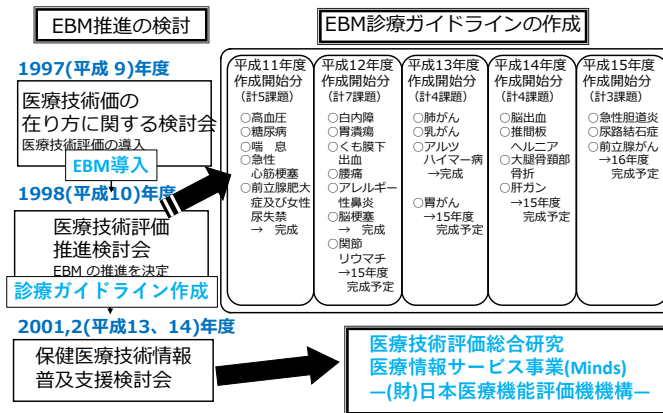 EBM推進の検討
1997(平成 9)年度
医療技術価の
在り方に関する検討会
医療技術評価の導入
EBM導入
1998(平成10)年度
医療技術評価
推進検討会
EBM の推進を決定
診療ガイドライン作成
2001,2(平成13、14)年度
保健医療技術情報
普及支援検討会
EBM診療ガイドラインの作成
平成11年度
作成開始分
(計5課題)
○高血圧
○糖尿病
○喘 息
○急性
心筋梗塞
○前立腺肥大
症及び女性
尿失禁
→ 完成
平成12年度
作成開始分
(計7課題)
○白内障
○胃潰瘍
○くも膜下
出血
○腰痛
○アレルギー
性鼻炎
○脳梗塞
→ 完成
○関節
リウマチ
→15年度
完成予定
平成13年度
作成開始分
(計4課題)
○肺がん
○乳がん
○アルツ
ハイマー病
→完成
○胃がん
→15年度
完成予定
平成14年度
作成開始分
(計4課題)
○脳出血
○推間板
ヘルニア
○大腿骨頚部
骨折
○肝ガン
→15年度
完成予定
平成15年度
作成開始分
(計3課題)
○急性胆道炎
○尿路結石症
○前立腺がん
→16年度
完成予定
医療技術評価総合研究
医療情報サービス事業(Minds)
―(財)日本医療機能評価機機構―